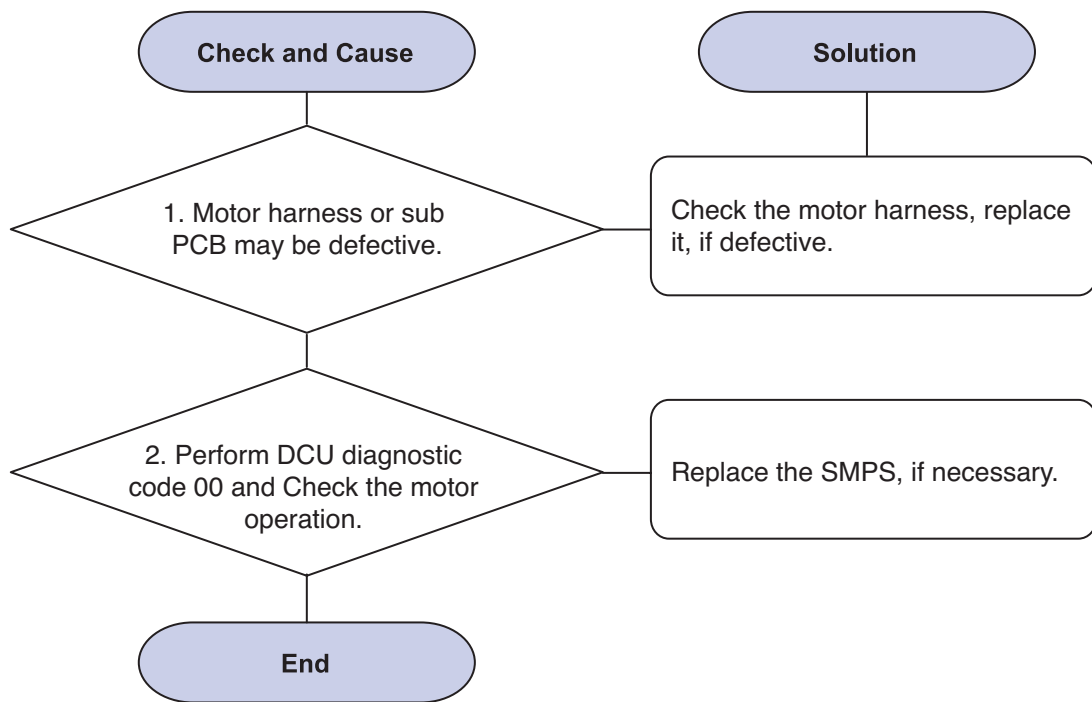 Check and Cause
Solution
1. Motor harness or sub
PCB may be defective.
Check the motor harness, replace
it, if defective.
2. Perform DCU diagnostic
code 00 and Check the motor
operation.
Replace the SMPS, if necessary.
End